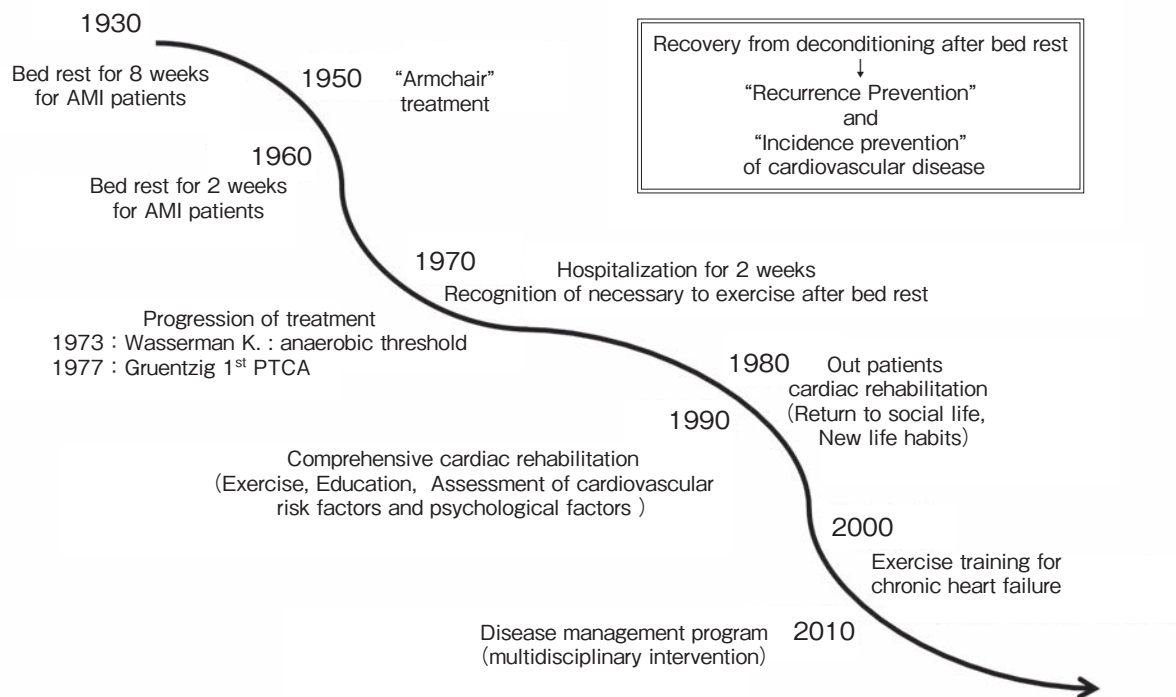 1930
Bed rest for 8 weeks
for AMI patients
1950
“Armchair”
treatment
Recovery from deconditioning after bed rest
↓
“Recurrence Prevention”
and
“Incidence prevention”
of cardiovascular disease
1960
Bed rest for 2 weeks
for AMI patients
1970
Hospitalization for 2 weeks
Recognition of necessary to exercise after bed rest
Progression of treatment
1973 : Wasserman K. : anaerobic threshold
1977 : Gruentzig 1st PTCA
1980
Out patients
cardiac rehabilitation
(Return to social life,
New life habits)
1990
Comprehensive cardiac rehabilitation
(Exercise, Education, Assessment of cardiovascular
risk factors and psychological factors )
2000
Exercise training for
chronic heart failure
2010
Disease management program
(multidisciplinary intervention)